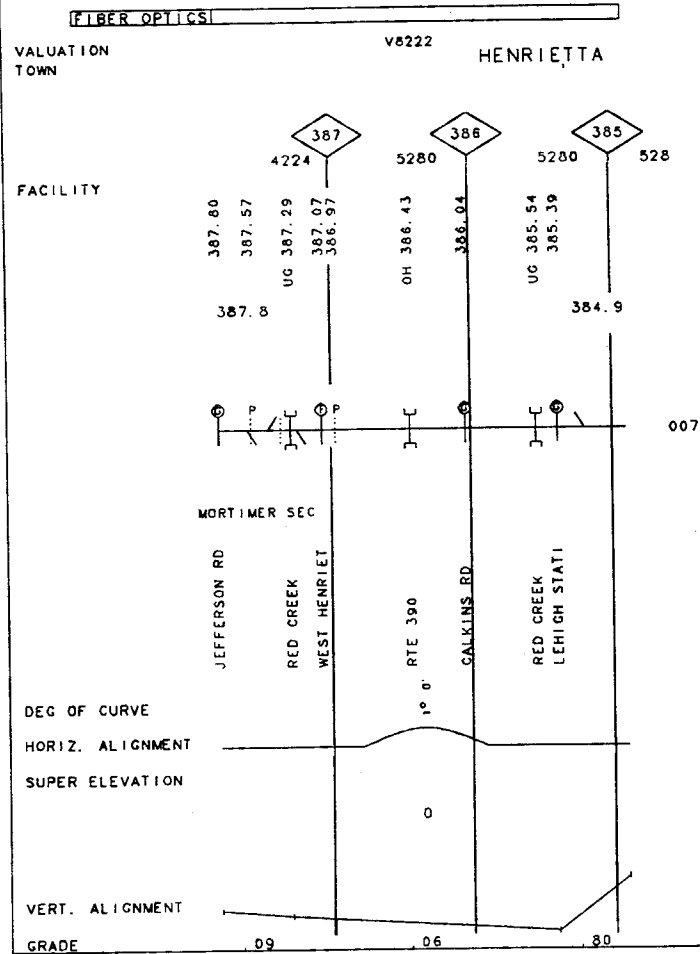 FIBER OPTICS
VALUATION V8222
TOWN HENRIETTA
387 386 385
4224 5280 5280 528
FACILITY
387.80
387.57
UG 387.29
387.07
386.97
OH 386.43
386.04
UG 385.54
385.39
387.8 384.9
G P F P G G
007
MORTIMER SEC
JEFFERSON RD
RED CREEK
WEST HENRIET
RTE 390
CALKINS RD
RED CREEK
LEHIGH STATI
DEG OF CURVE 1° 0'
HORIZ. ALIGNMENT
SUPER ELEVATION
0
VERT. ALIGNMENT
GRADE .09 .06 .80